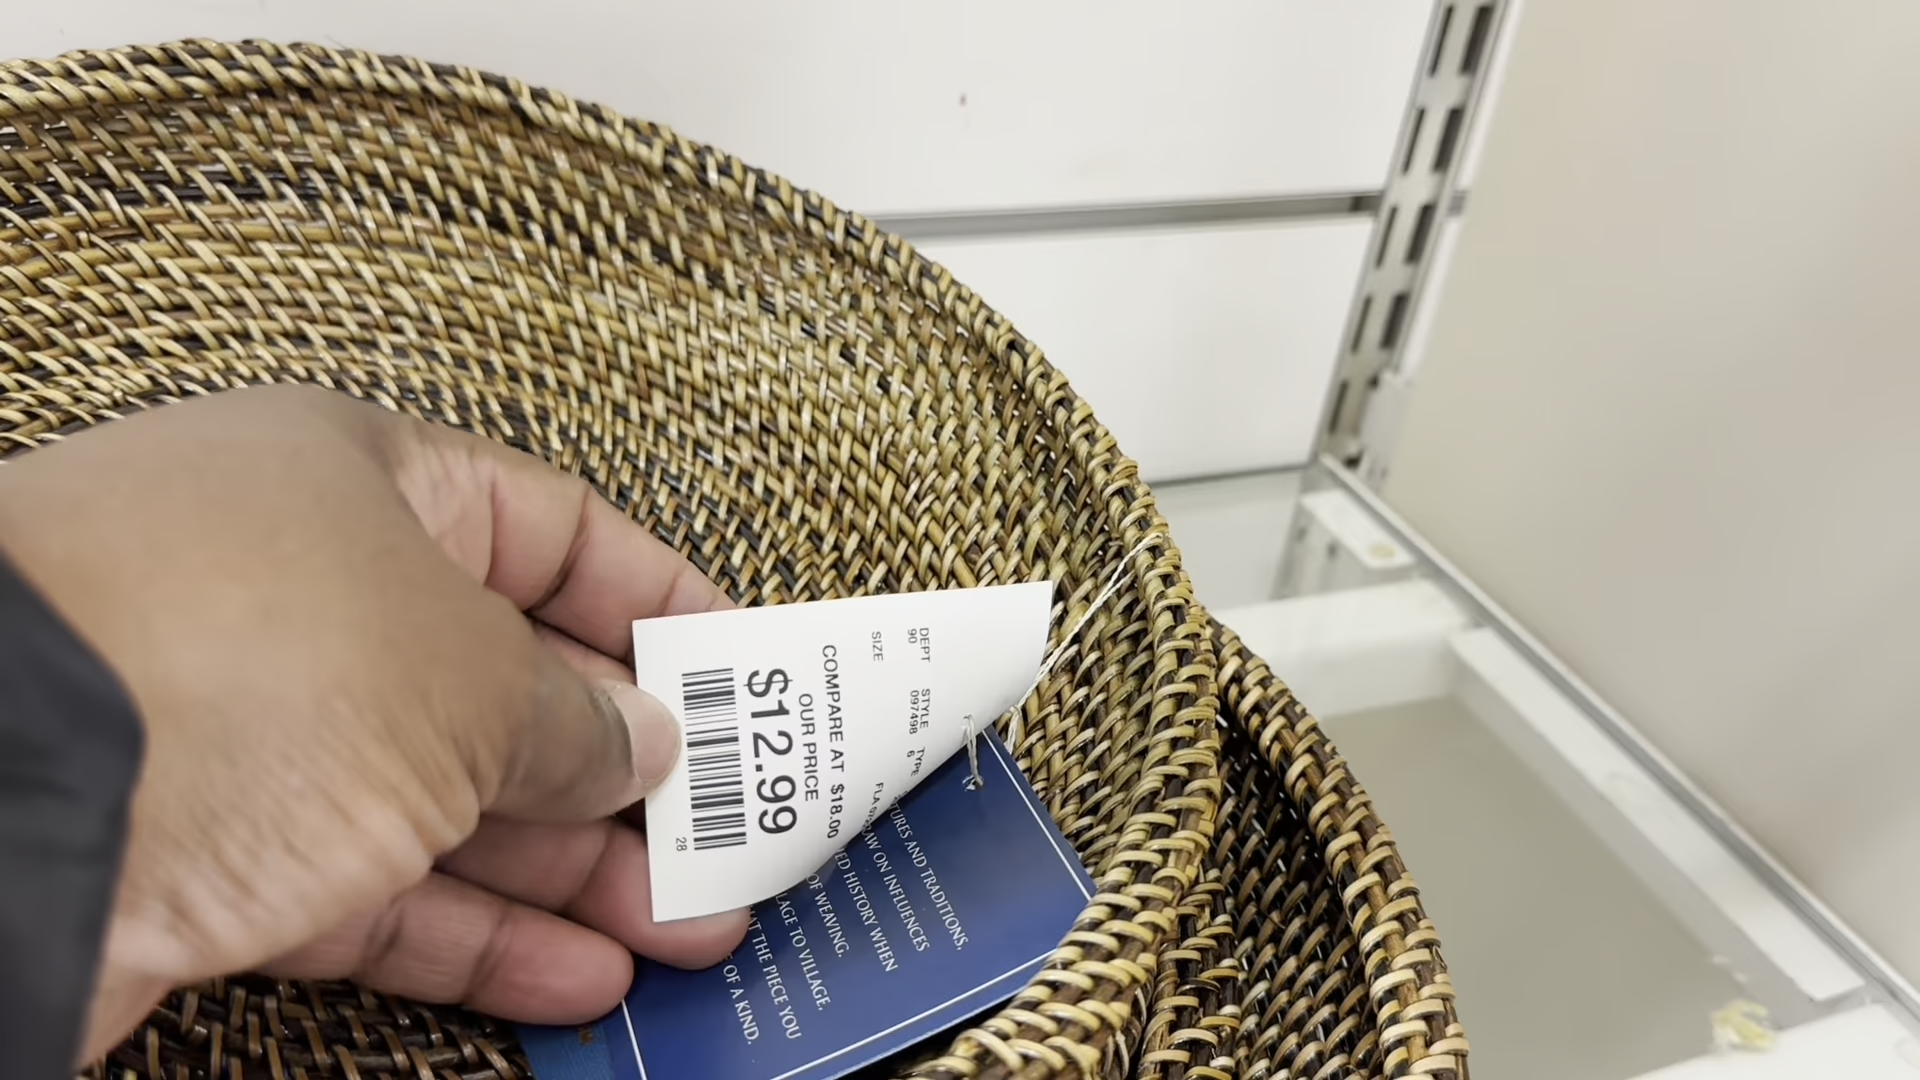 DEPT STYLE TYPE
90 097498 6
SIZE
COMPARE AT $18.00
OUR PRICE
$12.99
28
TURES AND TRADITIONS,
DRAW ON INFLUENCES
ED HISTORY WHEN
OF WEAVING.
LAGE TO VILLAGE,
AT THE PIECE YOU
OF A KIND.